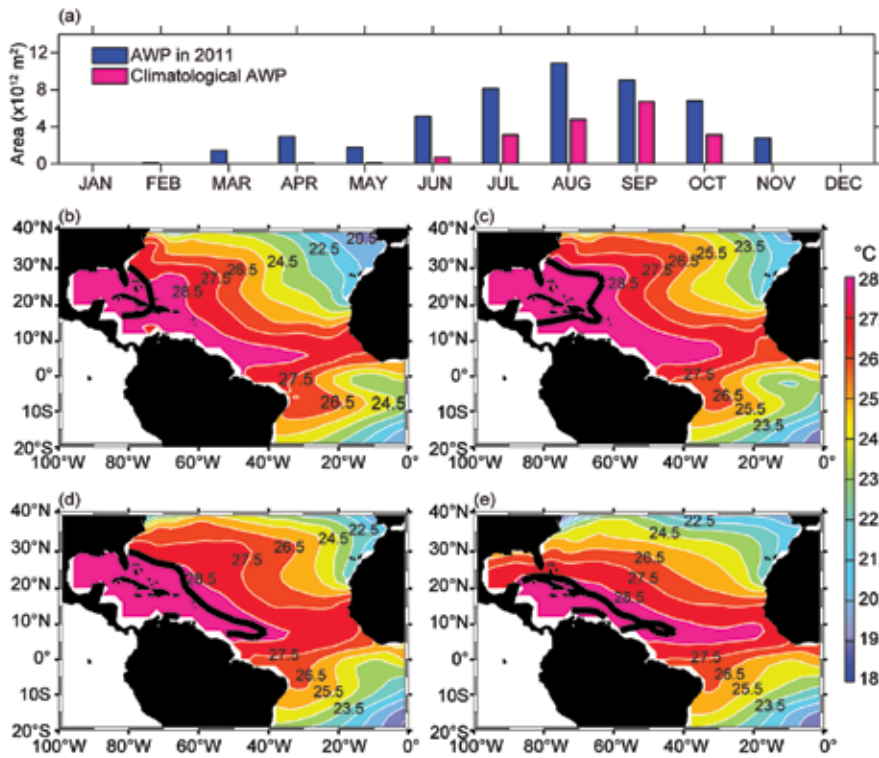 (a)
AWP in 2011
Climatological AWP
Area (x10¹² m²)
12
8
4
0
JAN FEB MAR APR MAY JUN JUL AUG SEP OCT NOV DEC
(b)
40°N
30°N
20°N
10°N
0°
10°S
20°S
100°W 80°W 60°W 40°W 20°W 0°
28.5 27.5 28.5 24.5 22.5 20.5
27.5 26.5 24.5
(c)
40°N
30°N
20°N
10°N
0°
10°S
20°S
100°W 80°W 60°W 40°W 20°W 0°
28.5 27.5 26.5 25.5 23.5
27.5 26.5 25.5 23.5
°C
28
27
26
25
24
23
22
21
20
19
18
(d)
40°N
30°N
20°N
10°N
0°
10°S
20°S
100°W 80°W 60°W 40°W 20°W 0°
28.5 27.5 26.5 24.5 22.5
27.5 26.5 25.5 23.5
(e)
40°N
30°N
20°N
10°N
0°
10°S
20°S
100°W 80°W 60°W 40°W 20°W 0°
28.5 27.5 26.5 24.5 22.5
27.5 26.5 25.5 23.5